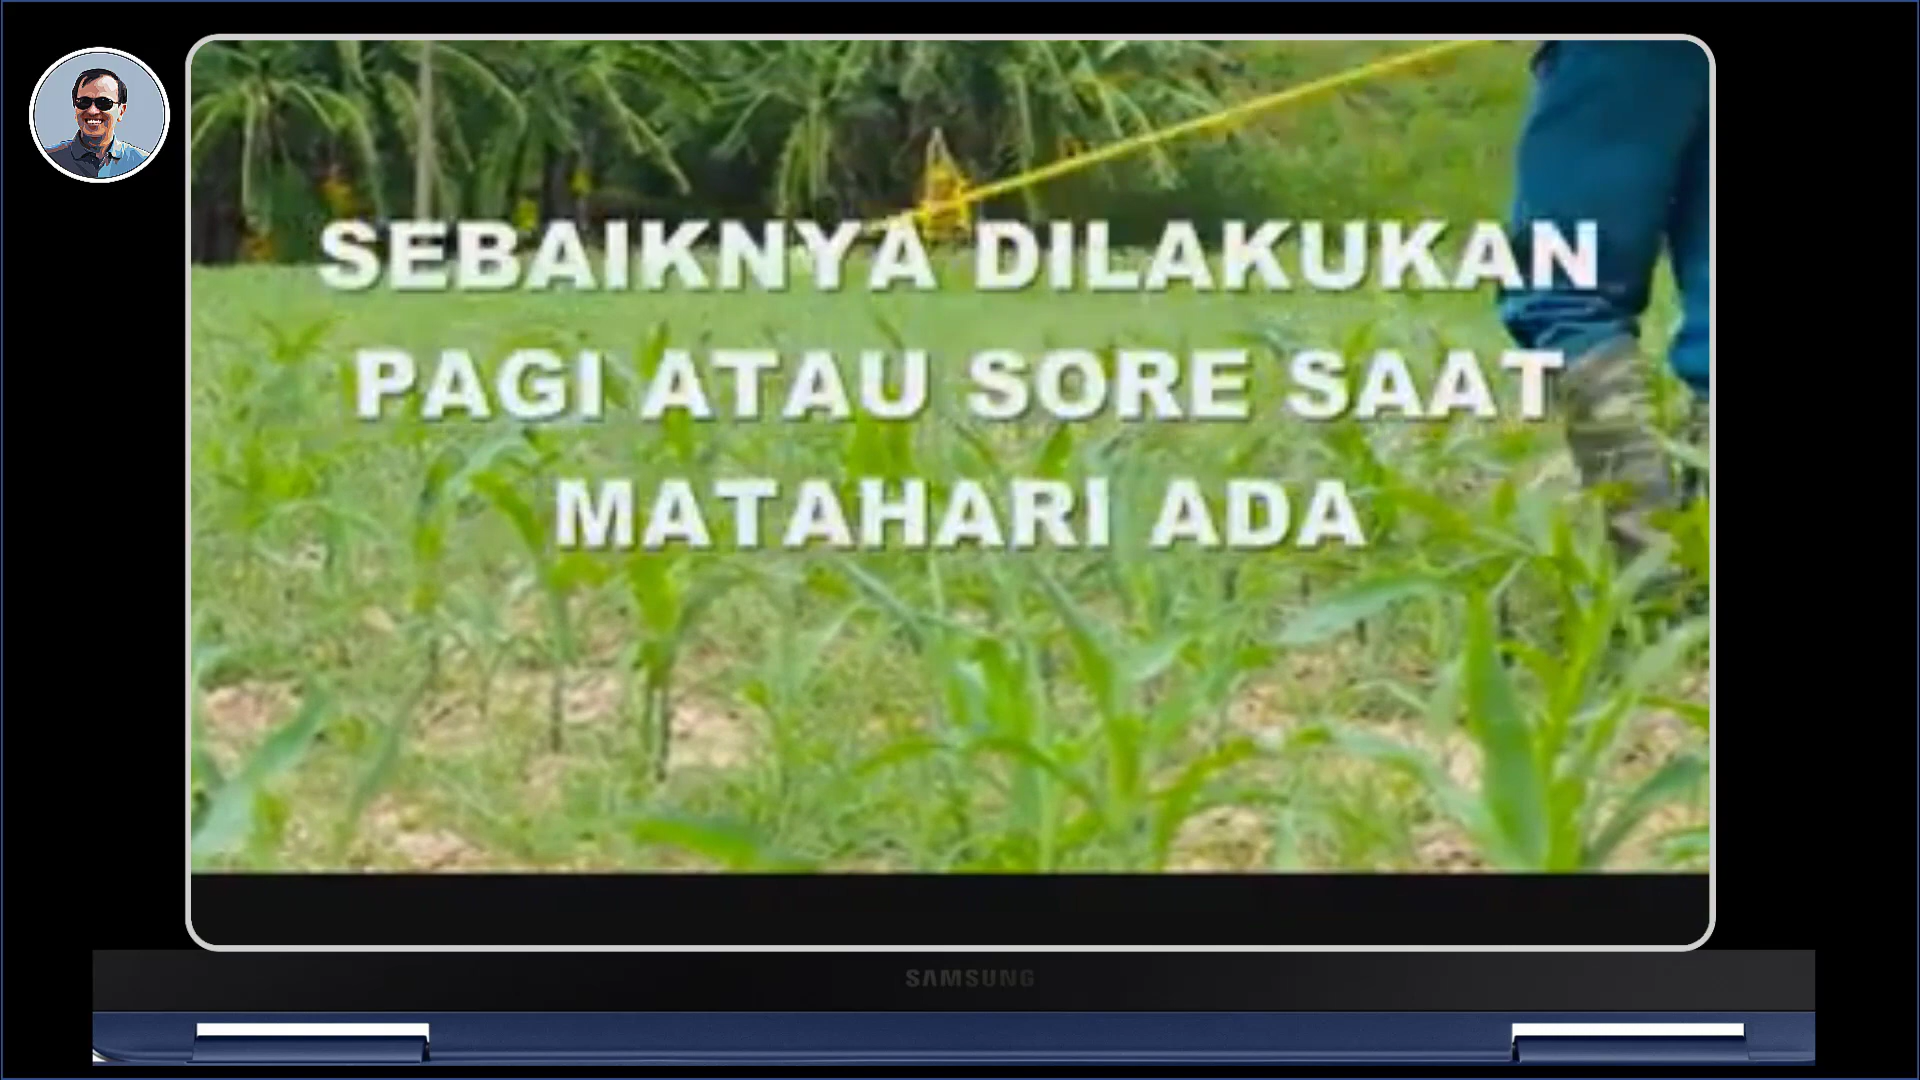 SEBAIKNYA DILAKUKAN
PAGI ATAU SORE SAAT
MATAHARI ADA
SAMSUNG